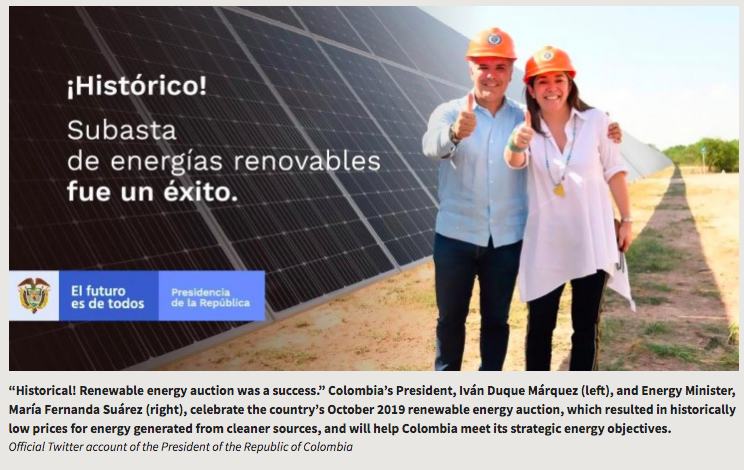 ¡Histórico!
Subasta
de energías renovables
fue un éxito.
El futuro
es de todos
Presidencia
de la República
“Historical! Renewable energy auction was a success.” Colombia’s President, Iván Duque Márquez (left), and Energy Minister,
María Fernanda Suárez (right), celebrate the country’s October 2019 renewable energy auction, which resulted in historically
low prices for energy generated from cleaner sources, and will help Colombia meet its strategic energy objectives.
Official Twitter account of the President of the Republic of Colombia